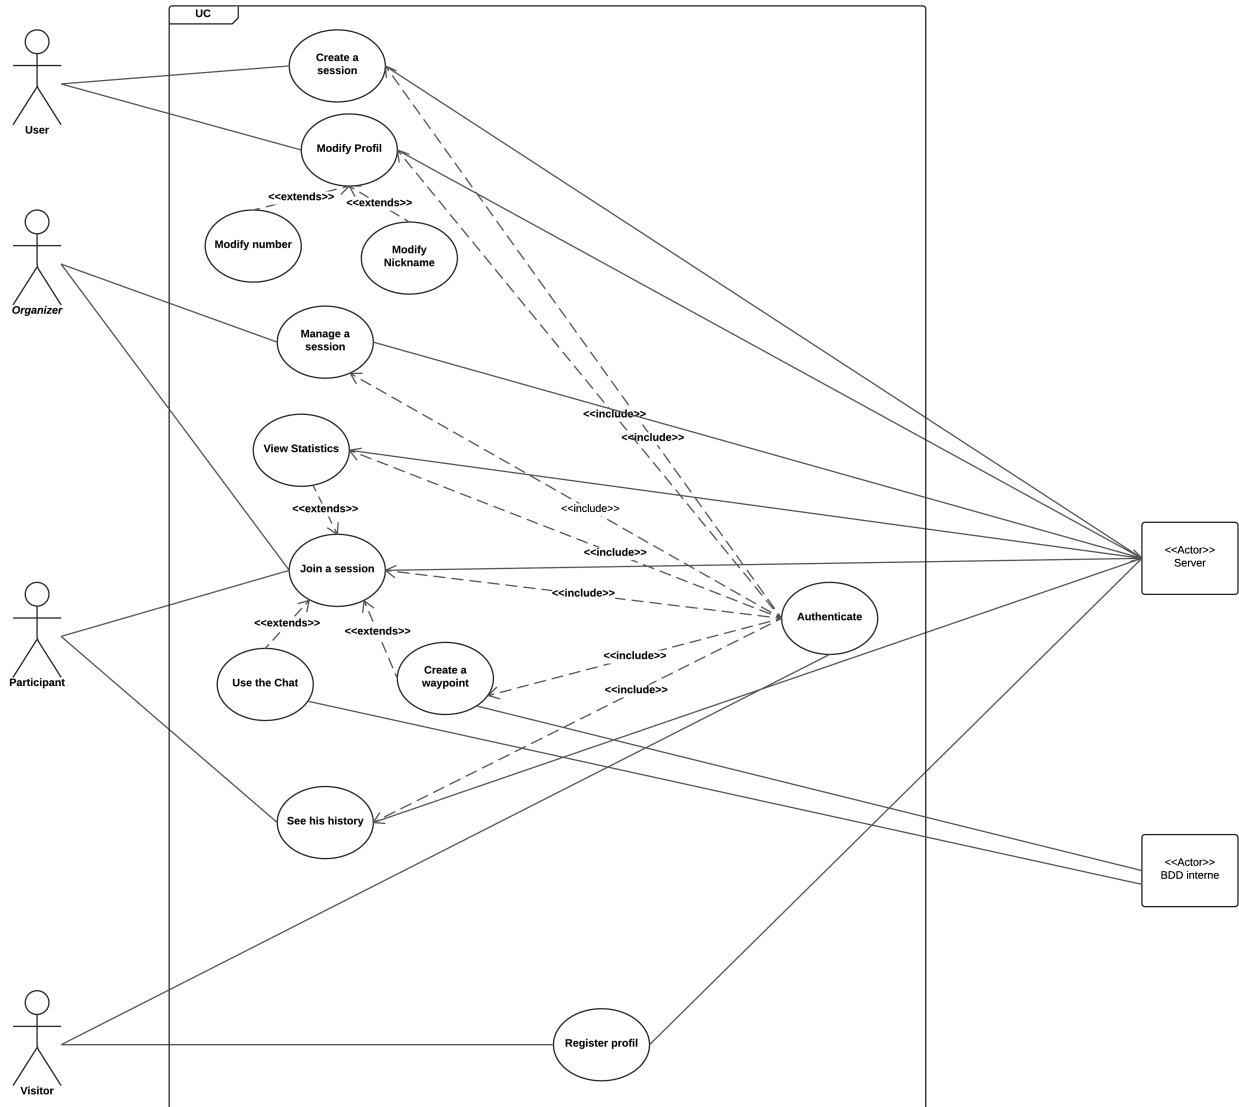 UC
Create a
session
User
Modify Profil
<<extends>>
<<extends>>
Modify number
Modify
Nickname
Organizer
Manage a
session
<<include>>
<<include>>
View Statistics
<<extends>>
<<include>>
<<include>>
<<Actor>>
Server
Join a session
<<include>>
Authenticate
<<extends>>
<<extends>>
<<include>>
Participant
Use the Chat
Create a
waypoint
<<include>>
See his history
<<Actor>>
BDD interne
Register profil
Visitor